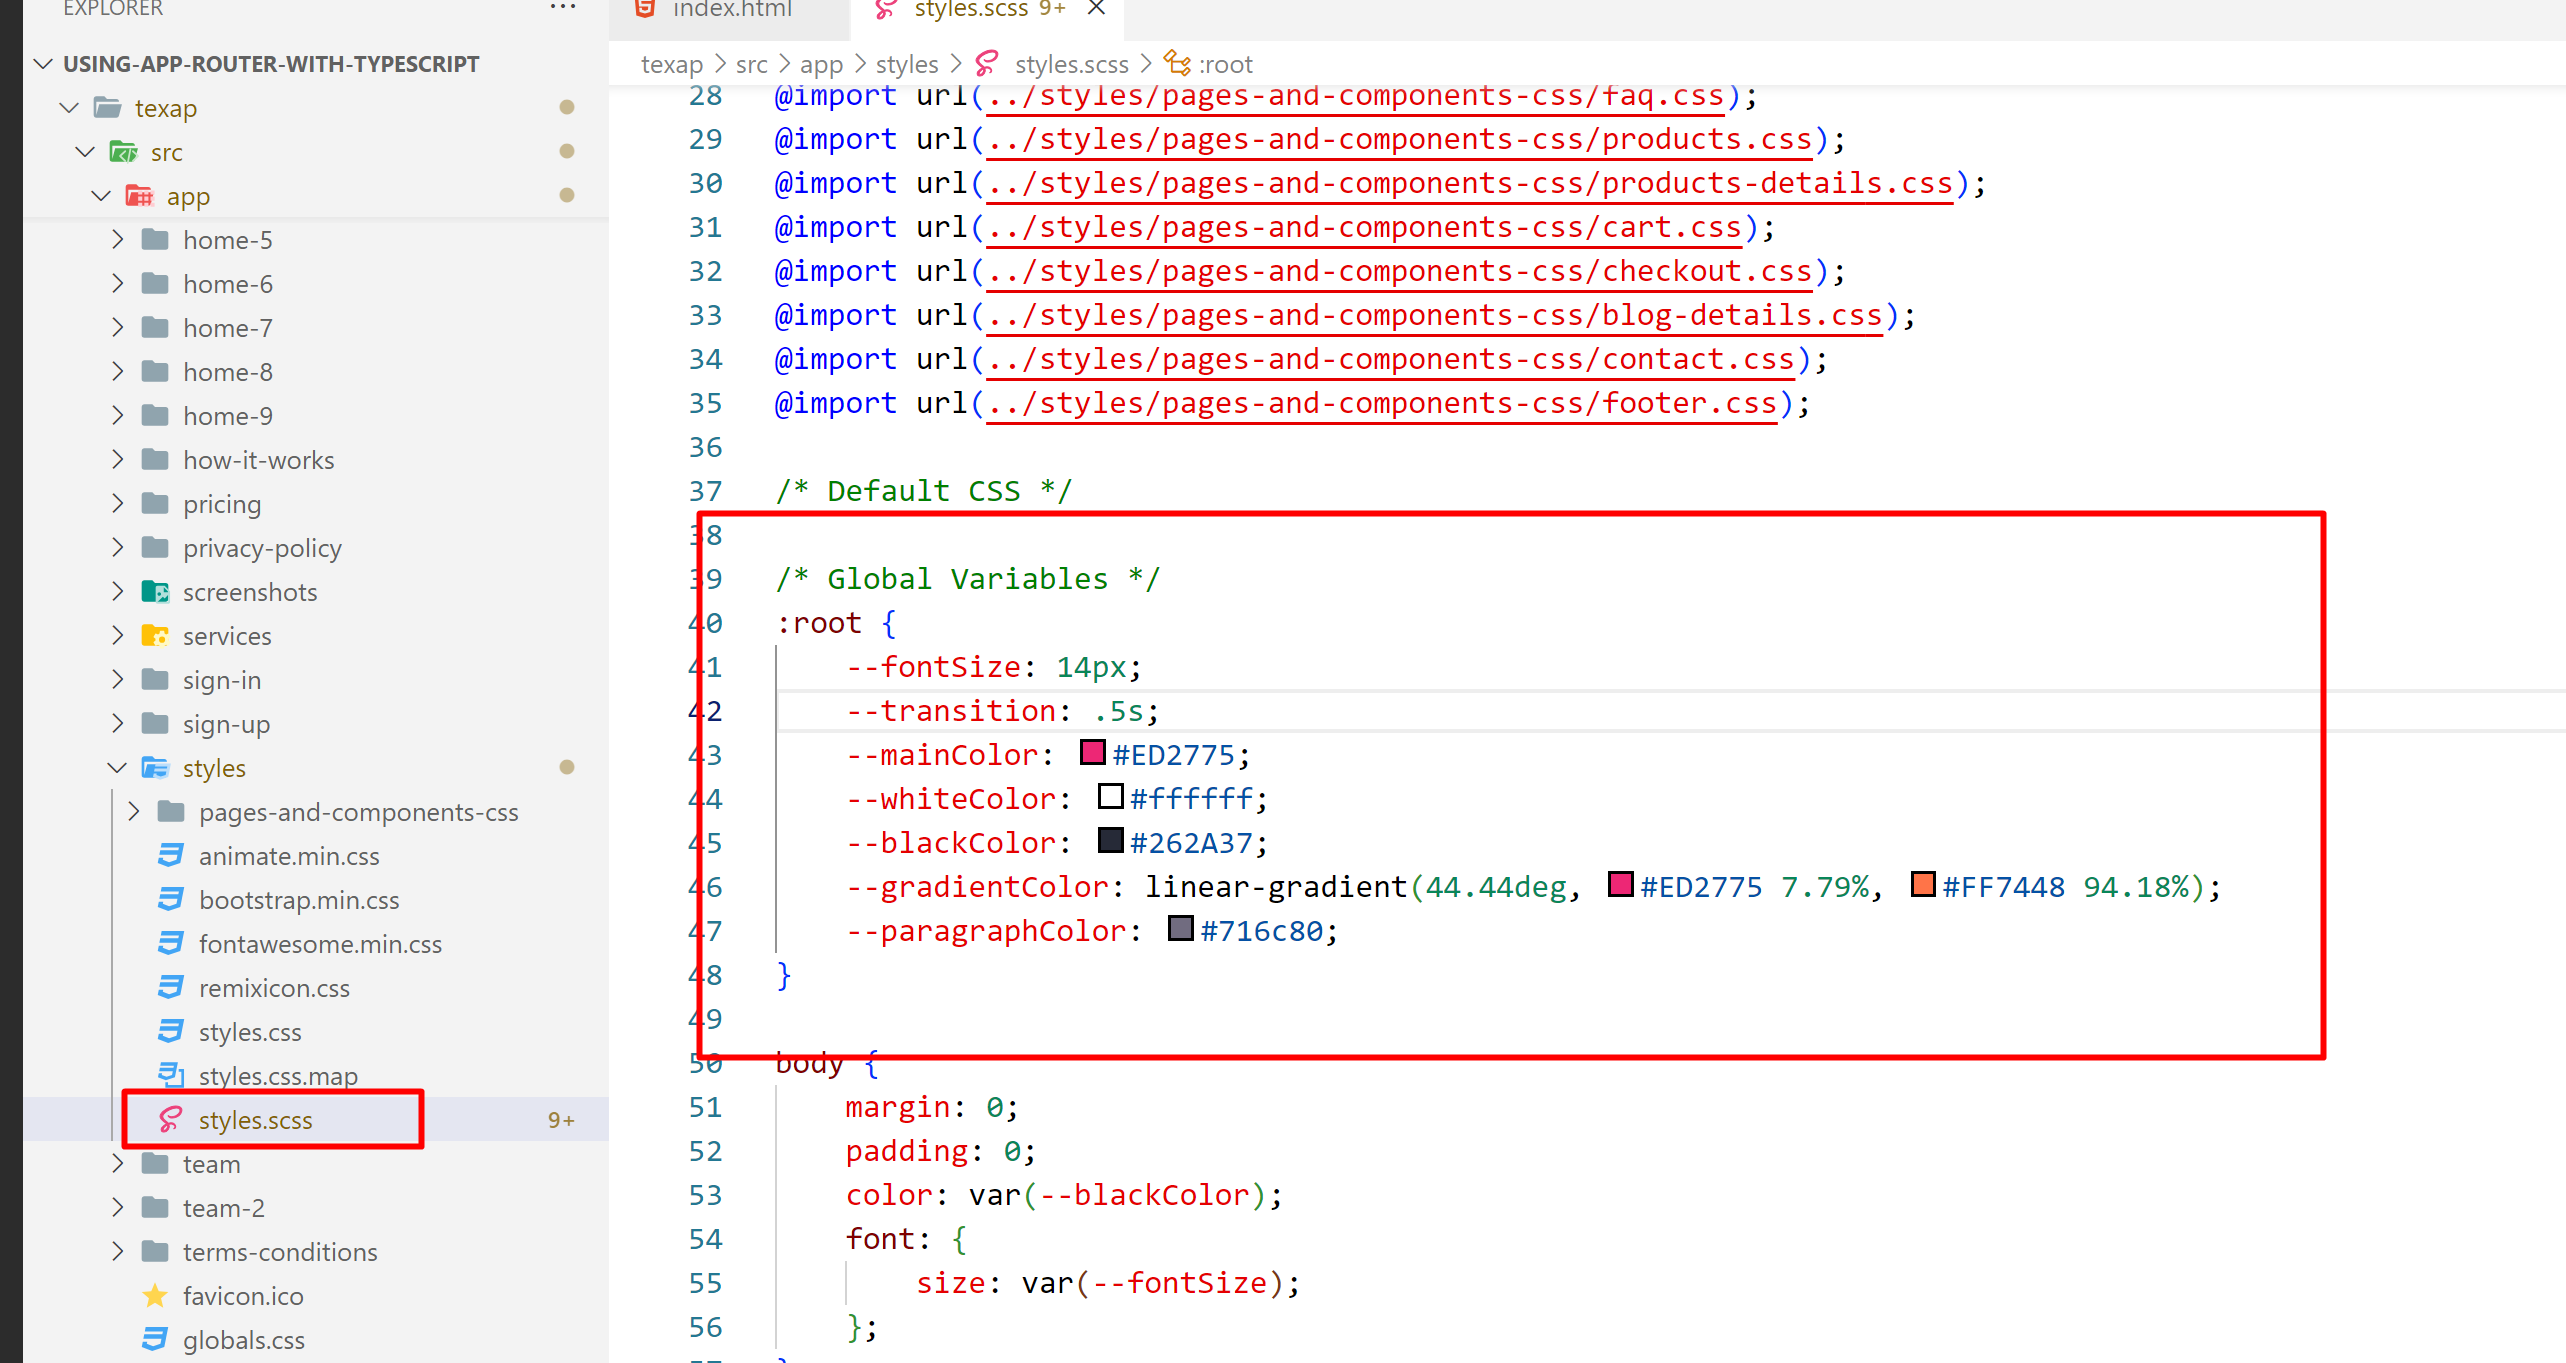 EXPLORER
...
USING-APP-ROUTER-WITH-TYPESCRIPT
texap
src
app
home-5
home-6
home-7
home-8
home-9
how-it-works
pricing
privacy-policy
screenshots
services
sign-in
sign-up
styles
pages-and-components-css
animate.min.css
bootstrap.min.css
fontawesome.min.css
remixicon.css
styles.css
styles.css.map
styles.scss 9+
team
team-2
terms-conditions
favicon.ico
globals.css
index.html
styles.scss 9+
texap > src > app > styles > styles.scss > :root
28 @import url(../styles/pages-and-components-css/faq.css);
29 @import url(../styles/pages-and-components-css/products.css);
30 @import url(../styles/pages-and-components-css/products-details.css);
31 @import url(../styles/pages-and-components-css/cart.css);
32 @import url(../styles/pages-and-components-css/checkout.css);
33 @import url(../styles/pages-and-components-css/blog-details.css);
34 @import url(../styles/pages-and-components-css/contact.css);
35 @import url(../styles/pages-and-components-css/footer.css);
36
37 /* Default CSS */
38
39 /* Global Variables */
40 :root {
41 --fontSize: 14px;
42 --transition: .5s;
43 --mainColor: #ED2775;
44 --whiteColor: #ffffff;
45 --blackColor: #262A37;
46 --gradientColor: linear-gradient(44.44deg, #ED2775 7.79%, #FF7448 94.18%);
47 --paragraphColor: #716c80;
48 }
49
50 body {
51 margin: 0;
52 padding: 0;
53 color: var(--blackColor);
54 font: {
55 size: var(--fontSize);
56 };